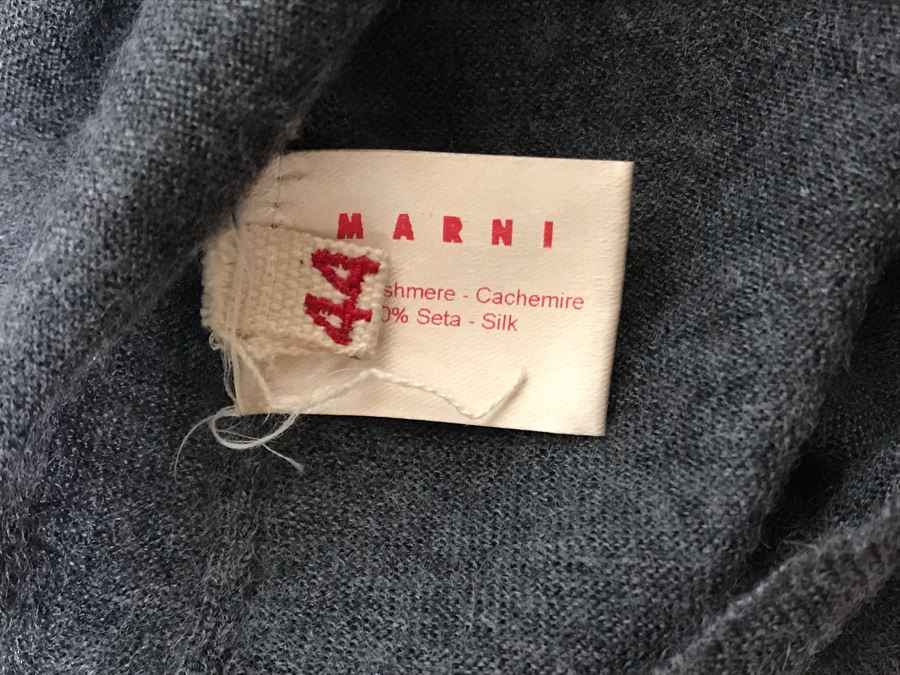 MARNI
44
shmere - Cachemire
0% Seta - Silk